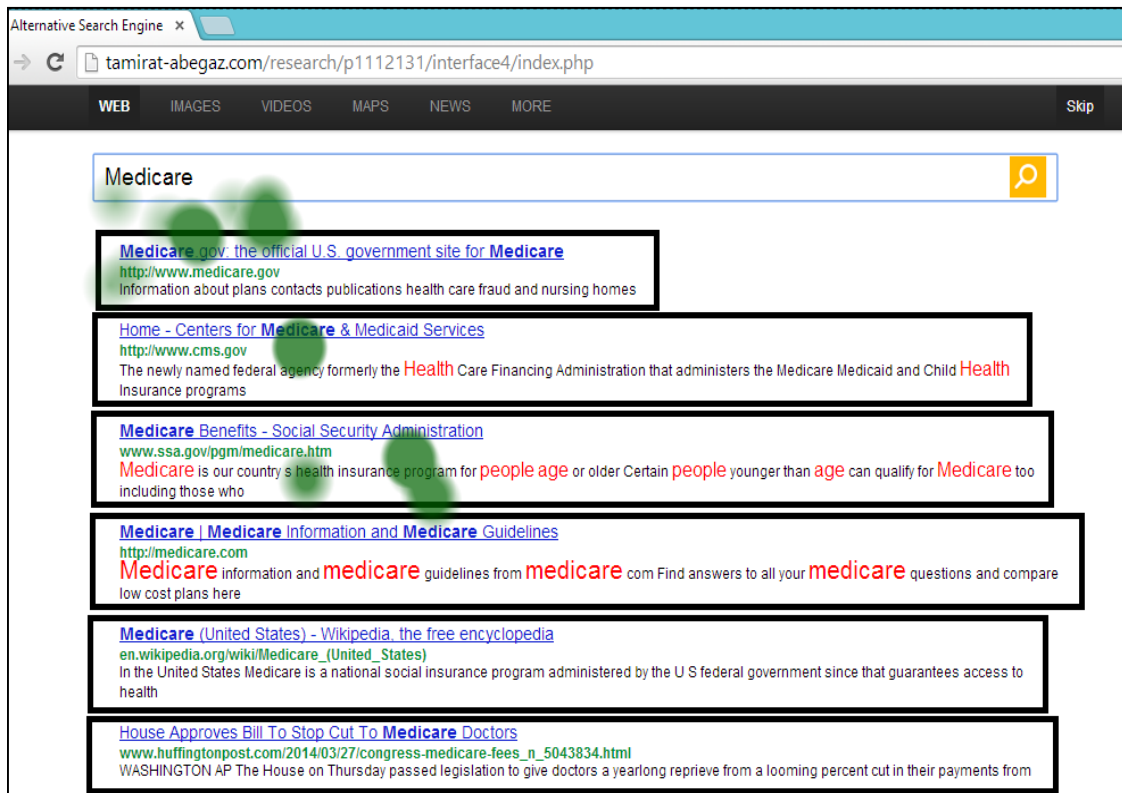 Alternative Search Engine ×
tamirat-abegaz.com/research/p1112131/interface4/index.php
WEB IMAGES VIDEOS MAPS NEWS MORE Skip
Medicare
Medicare.gov: the official U.S. government site for Medicare
http://www.medicare.gov
Information about plans contacts publications health care fraud and nursing homes
Home - Centers for Medicare & Medicaid Services
http://www.cms.gov
The newly named federal agency formerly the Health Care Financing Administration that administers the Medicare Medicaid and Child Health
Insurance programs
Medicare Benefits - Social Security Administration
www.ssa.gov/pgm/medicare.htm
Medicare is our country s health insurance program for people age or older Certain people younger than age can qualify for Medicare too
including those who
Medicare | Medicare Information and Medicare Guidelines
http://medicare.com
Medicare information and medicare guidelines from medicare com Find answers to all your medicare questions and compare
low cost plans here
Medicare (United States) - Wikipedia, the free encyclopedia
en.wikipedia.org/wiki/Medicare_(United_States)
In the United States Medicare is a national social insurance program administered by the U S federal government since that guarantees access to
health
House Approves Bill To Stop Cut To Medicare Doctors
www.huffingtonpost.com/2014/03/27/congress-medicare-fees_n_5043834.html
WASHINGTON AP The House on Thursday passed legislation to give doctors a yearlong reprieve from a looming percent cut in their payments from